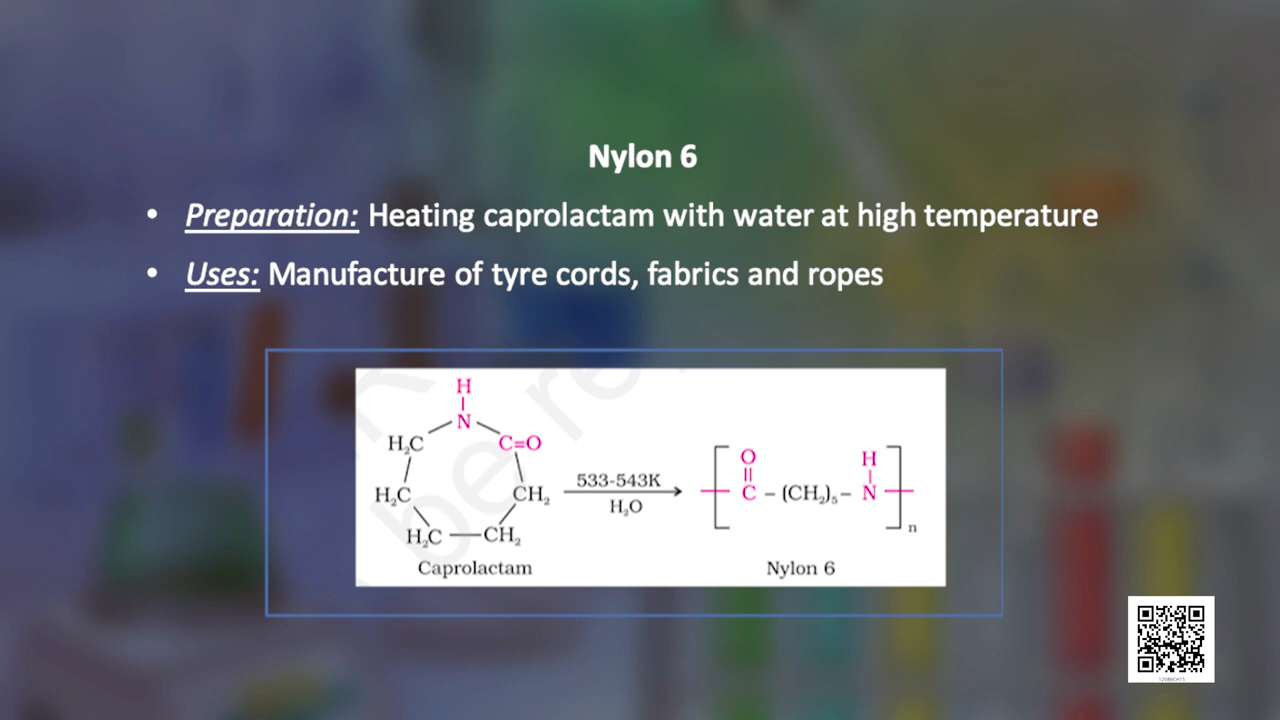 Nylon 6
• Preparation: Heating caprolactam with water at high temperature
• Uses: Manufacture of tyre cords, fabrics and ropes
H
N
H₂C
C=O
H₂C
CH₂
H₂C
CH₂
Caprolactam
533-543K
H₂O
O
H
C – (CH₂)₅ – N
n
Nylon 6